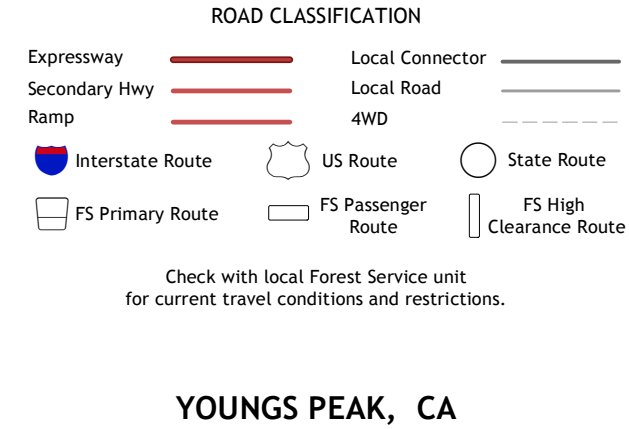 ROAD CLASSIFICATION
Expressway
Local Connector
Secondary Hwy
Local Road
Ramp
4WD
Interstate Route
US Route
State Route
FS Primary Route
FS Passenger
Route
FS High
Clearance Route
Check with local Forest Service unit
for current travel conditions and restrictions.
YOUNGS PEAK, CA